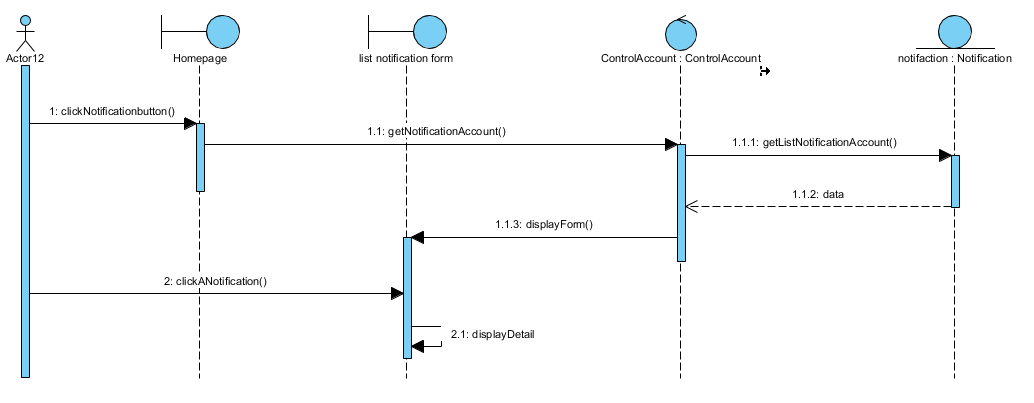 Actor12
Homepage
list notification form
ControlAccount : ControlAccount
notifaction : Notification
1: clickNotificationbutton()
1.1: getNotificationAccount()
1.1.1: getListNotificationAccount()
1.1.2: data
1.1.3: displayForm()
2: clickANotification()
2.1: displayDetail